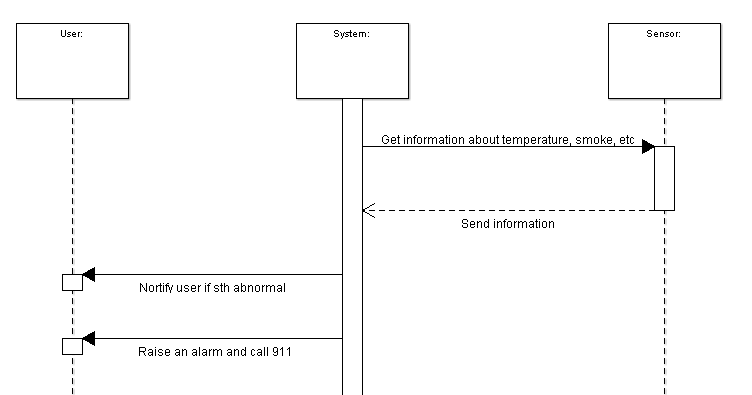 User:
System:
Sensor:
Get information about temperature, smoke, etc
Send information
Nortify user if sth abnormal
Raise an alarm and call 911